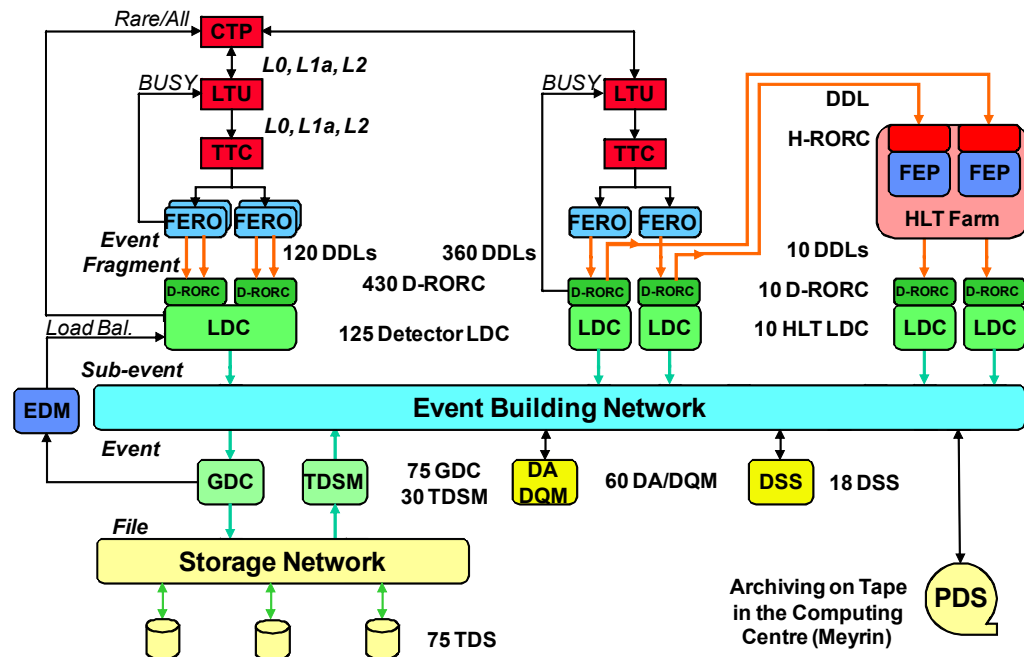 Rare/All
CTP
L0, L1a, L2
BUSY
LTU
BUSY
LTU
DDL
L0, L1a, L2
H-RORC
TTC
TTC
FEP
FEP
FERO
FERO
FERO
FERO
HLT Farm
Event
Fragment
120 DDLs
360 DDLs
10 DDLs
D-RORC
D-RORC
430 D-RORC
D-RORC
D-RORC
10 D-RORC
D-RORC
D-RORC
Load Bal.
LDC
125 Detector LDC
LDC
LDC
10 HLT LDC
LDC
LDC
Sub-event
EDM
Event Building Network
Event
GDC
TDSM
75 GDC
30 TDSM
DA
DQM
60 DA/DQM
DSS
18 DSS
File
Storage Network
Archiving on Tape
in the Computing
Centre (Meyrin)
PDS
75 TDS